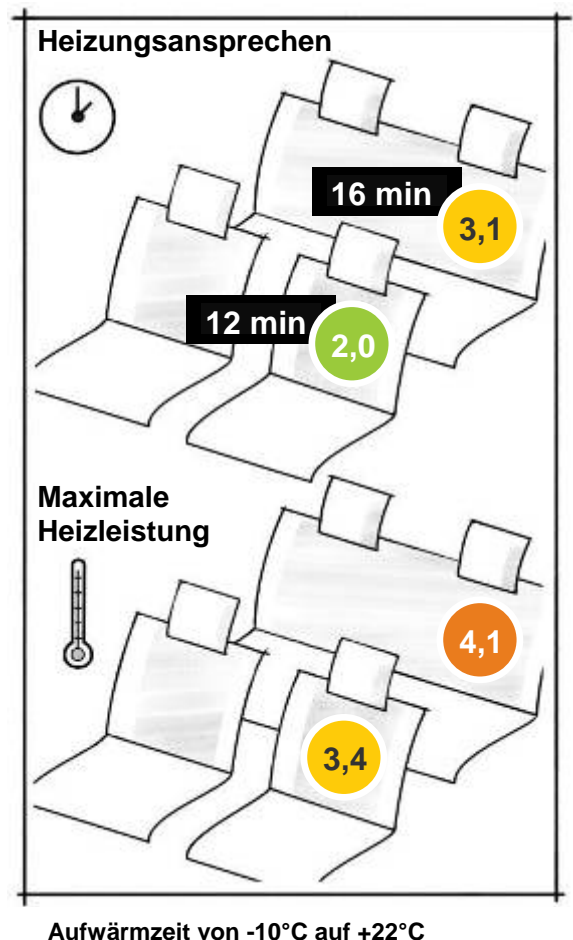 Heizungsansprechen
16 min
3,1
12 min
2,0
Maximale
Heizleistung
4,1
3,4
Aufwärmzeit von -10°C auf +22°C